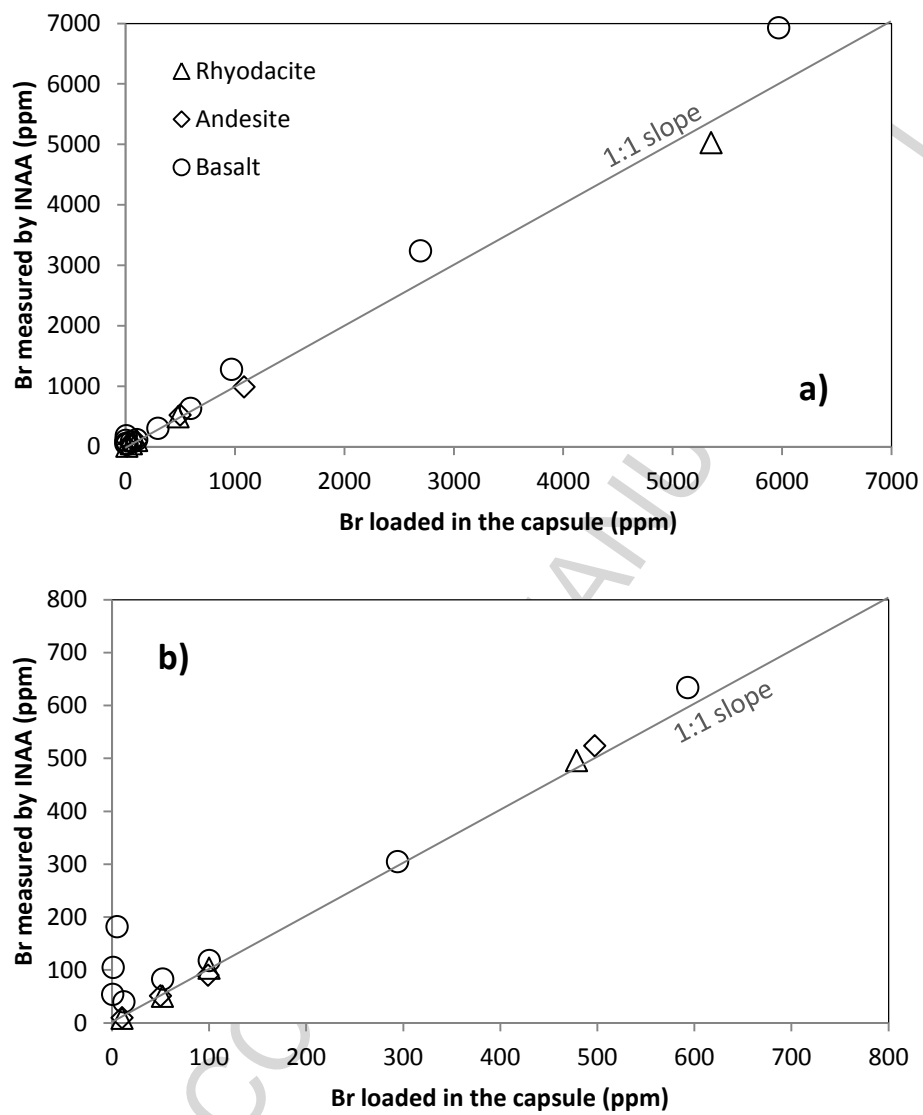 7000
6000
5000
4000
3000
2000
1000
0
Br measured by INAA (ppm)
Rhyodacite
Andesite
Basalt
1:1 slope
a)
0 1000 2000 3000 4000 5000 6000 7000
Br loaded in the capsule (ppm)
800
700
600
500
400
300
200
100
0
Br measured by INAA (ppm)
b)
1:1 slope
0 100 200 300 400 500 600 700 800
Br loaded in the capsule (ppm)